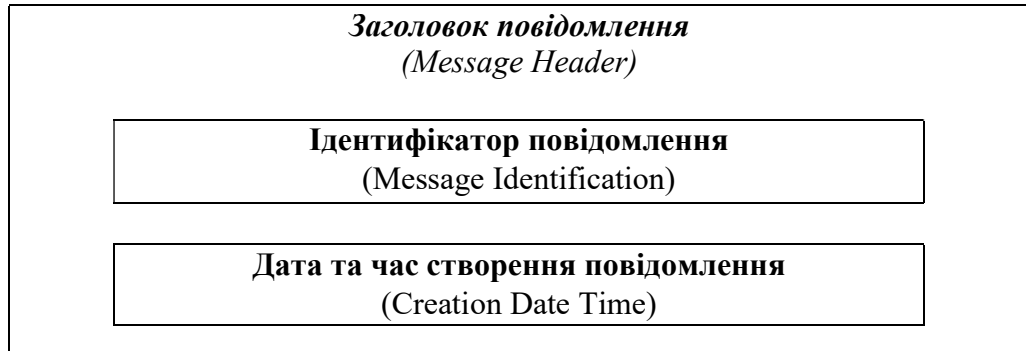 Заголовок повідомлення
(Message Header)
Ідентифікатор повідомлення
(Message Identification)
Дата та час створення повідомлення
(Creation Date Time)